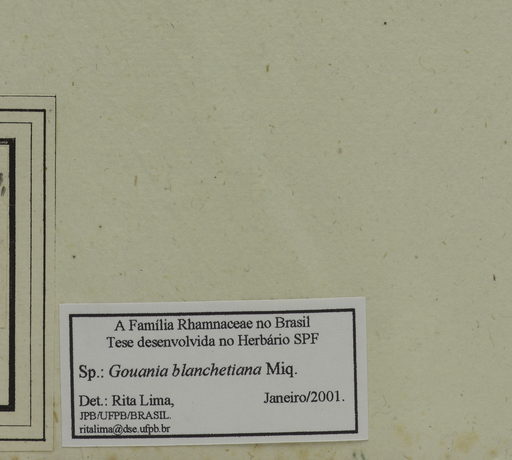 A Família Rhamnaceae no Brasil
Tese desenvolvida no Herbário SPF
Sp.: Gouania blanchetiana Miq.
Det.: Rita Lima, Janeiro/2001.
JPB/UFPB/BRASIL.
ritalima@dse.ufpb.br